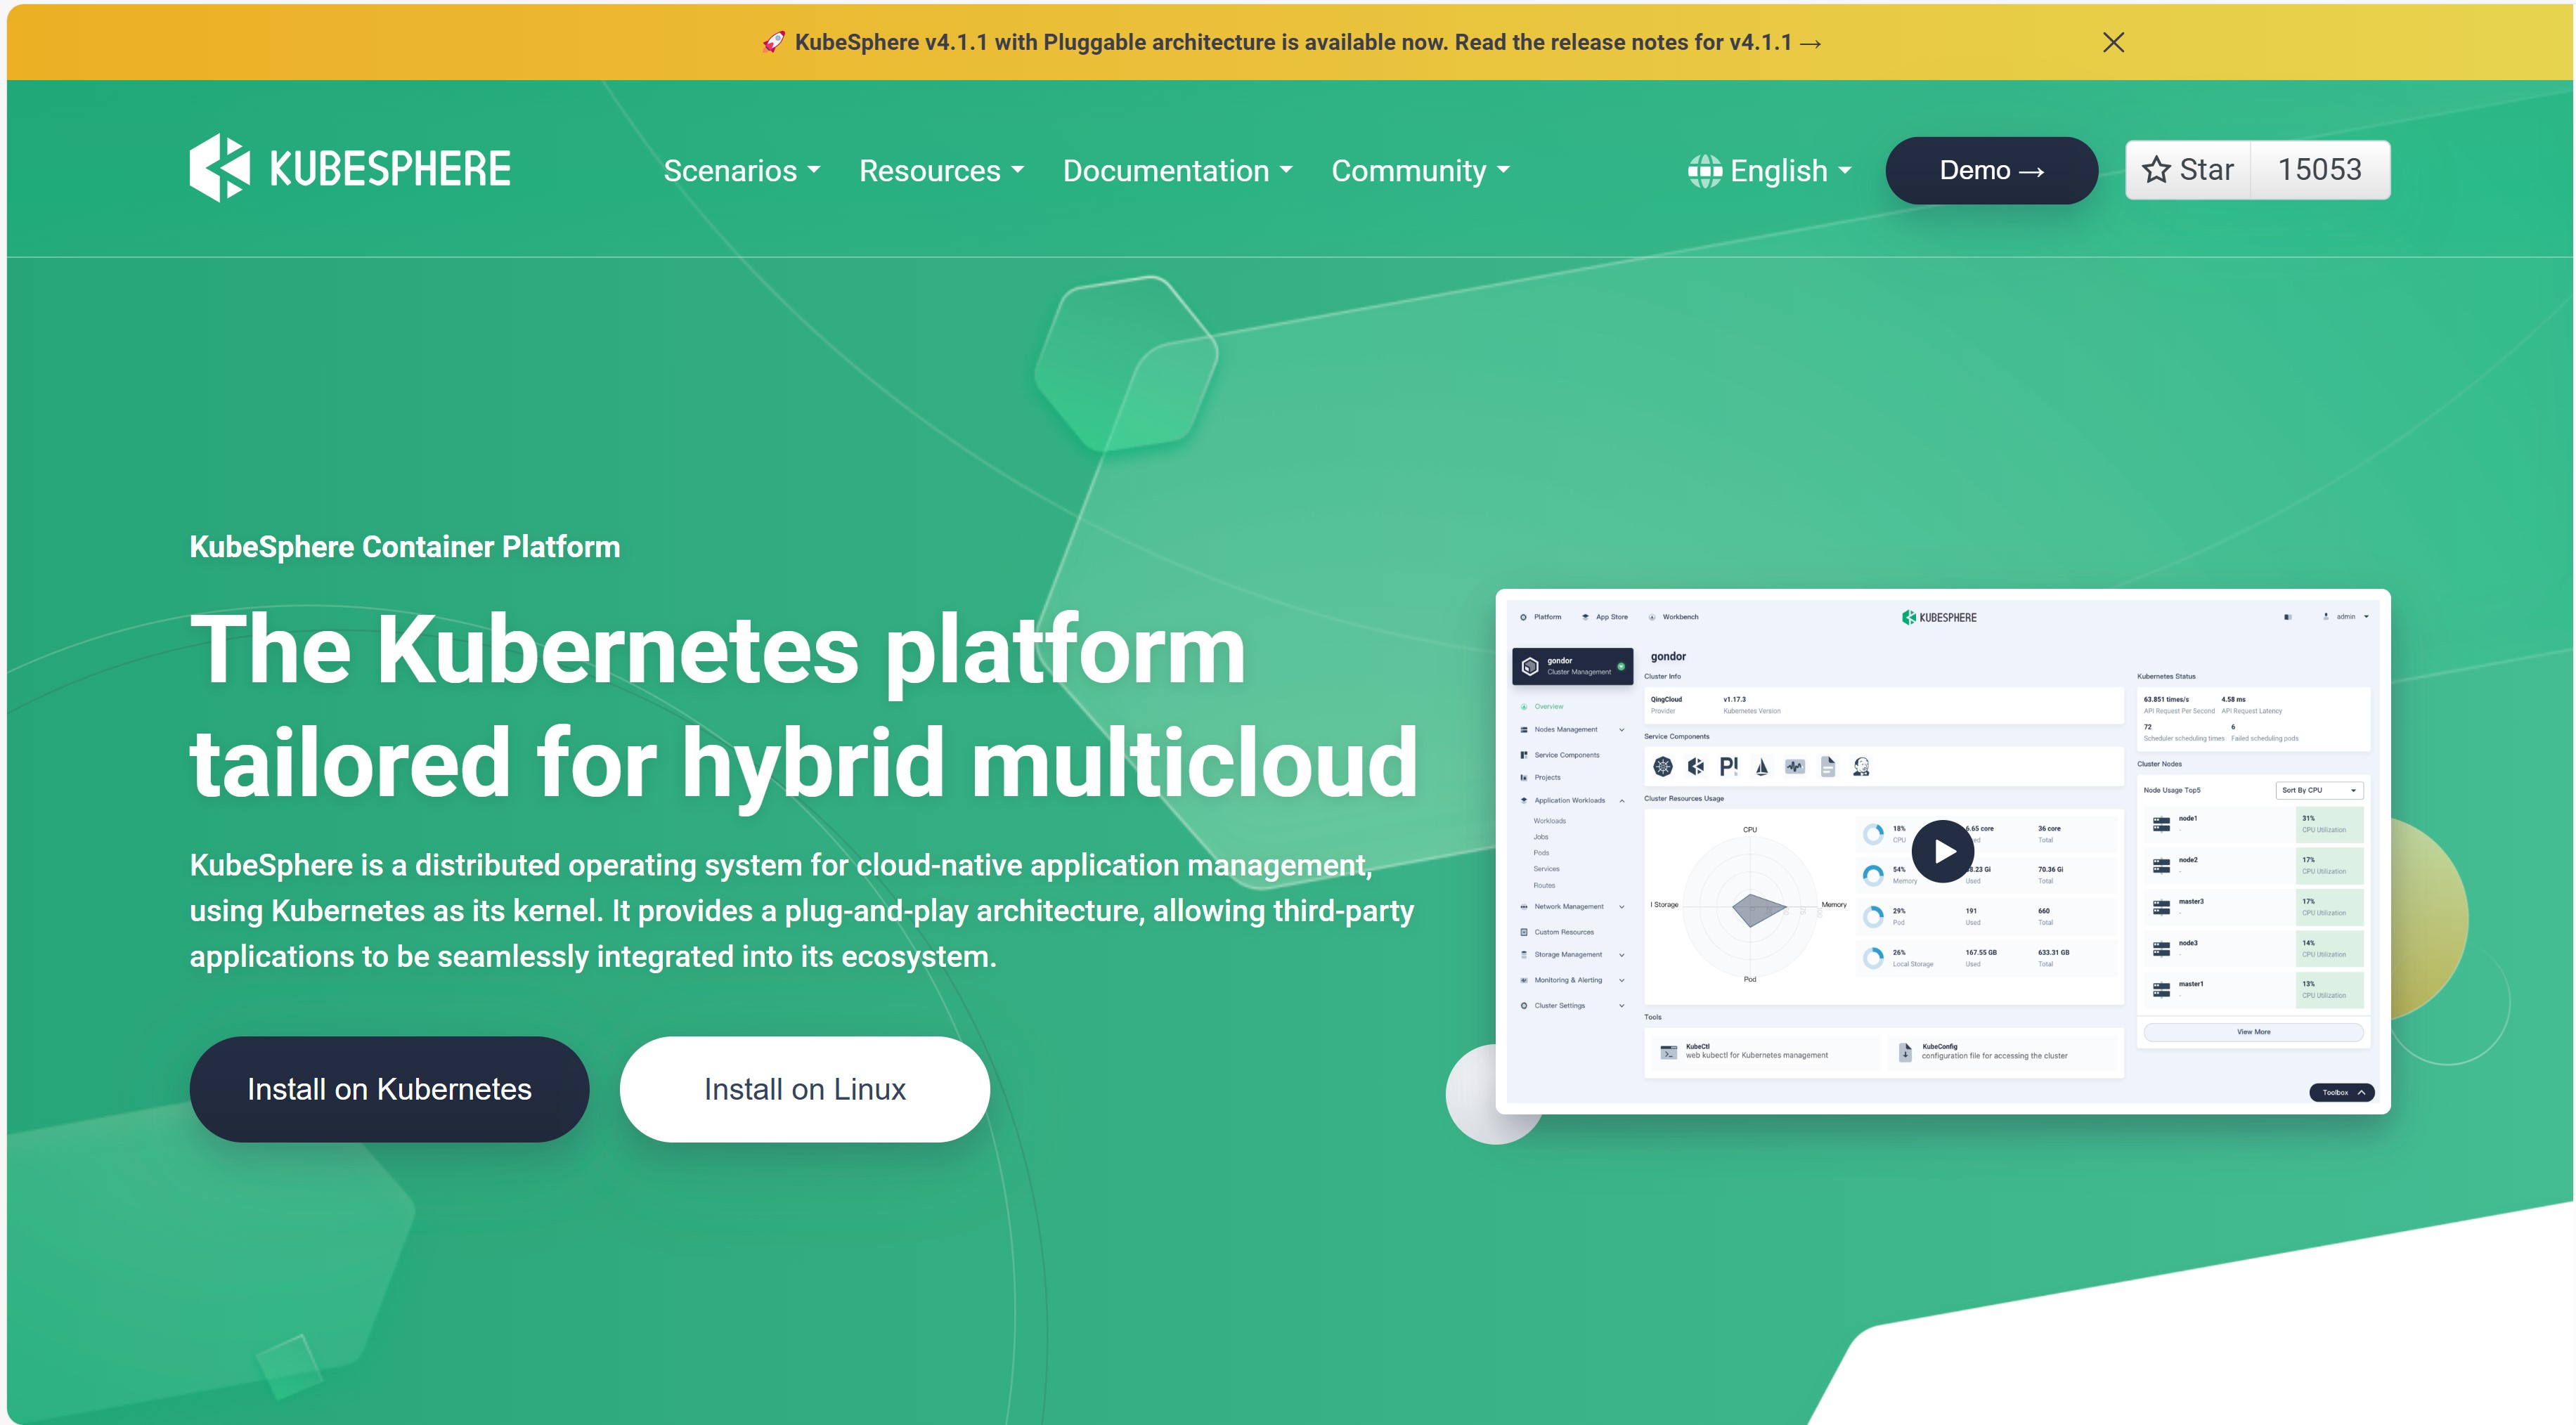 🚀 KubeSphere v4.1.1 with Pluggable architecture is available now. Read the release notes for v4.1.1 →
KUBESPHERE
Scenarios
Resources
Documentation
Community
English
Demo →
Star
15053
KubeSphere Container Platform
The Kubernetes platform
tailored for hybrid multicloud
KubeSphere is a distributed operating system for cloud-native application management,
using Kubernetes as its kernel. It provides a plug-and-play architecture, allowing third-party
applications to be seamlessly integrated into its ecosystem.
Install on Kubernetes
Install on Linux
Platform
App Store
Workbench
KUBESPHERE
admin
gondor
Cluster Management
Overview
Nodes Management
Service Components
Projects
Application Workloads
Workloads
Jobs
Pods
Services
Routes
Network Management
Custom Resources
Storage Management
Monitoring & Alerting
Cluster Settings
gondor
Cluster Info
QingCloud
Provider
v1.17.3
Kubernetes Version
Service Components
Cluster Resources Usage
CPU
Memory
Pod
l Storage
18%
CPU
6.65 core
36 core
Total
54%
Memory
Used
70.36 Gi
Total
29%
Pod
191
Used
660
Total
26%
Local Storage
167.55 GB
Used
633.31 GB
Total
Tools
KubeCtl
web kubectl for Kubernetes management
KubeConfig
configuration file for accessing the cluster
Kubernetes Status
63.851 times/s
API Request Per Second
4.58 ms
API Request Latency
72
Scheduler scheduling times
6
Failed scheduling pods
Cluster Nodes
Node Usage Top5
Sort By CPU
node1
31%
CPU Utilization
node2
17%
CPU Utilization
master3
17%
CPU Utilization
node3
14%
CPU Utilization
master1
13%
CPU Utilization
View More
Toolbox